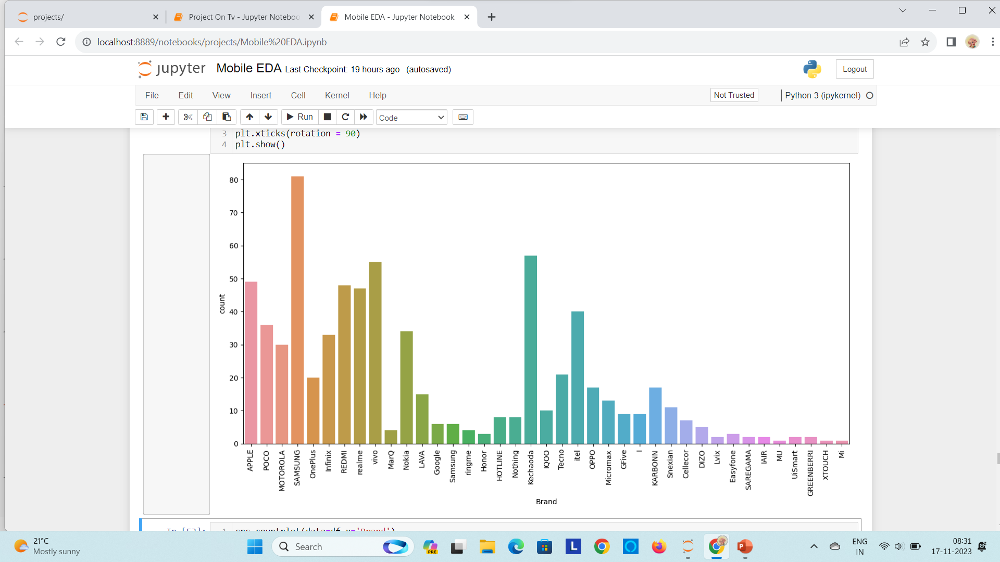 projects/
Project On Tv - Jupyter Noteboo
Mobile EDA - Jupyter Notebook
localhost:8889/notebooks/projects/Mobile%20EDA.ipynb
jupyter Mobile EDA Last Checkpoint: 19 hours ago (autosaved)
Logout
File Edit View Insert Cell Kernel Help
Not Trusted
Python 3 (ipykernel)
Run
Code
3 plt.xticks(rotation = 90)
4 plt.show()
80
70
60
50
40
30
20
10
0
count
APPLE
POCO
MOTOROLA
SAMSUNG
OnePlus
Infinix
REDMI
realme
vivo
MarQ
Nokia
LAVA
Google
Samsung
ringme
Honor
HOTLINE
Nothing
Kechaoda
IQOO
Tecno
itel
OPPO
Micromax
GFive
I
KARBONN
Snexian
Cellecor
DIZO
Lvix
Easyfone
SAREGAMA
IAIR
MU
UiSmart
GREENBERRI
XTOUCH
Mi
Brand
In [52]: 1 sns.countplot(data=df,x='Brand')
21°C
Mostly sunny
Search
PRE
L
P
ENG
IN
08:31
17-11-2023